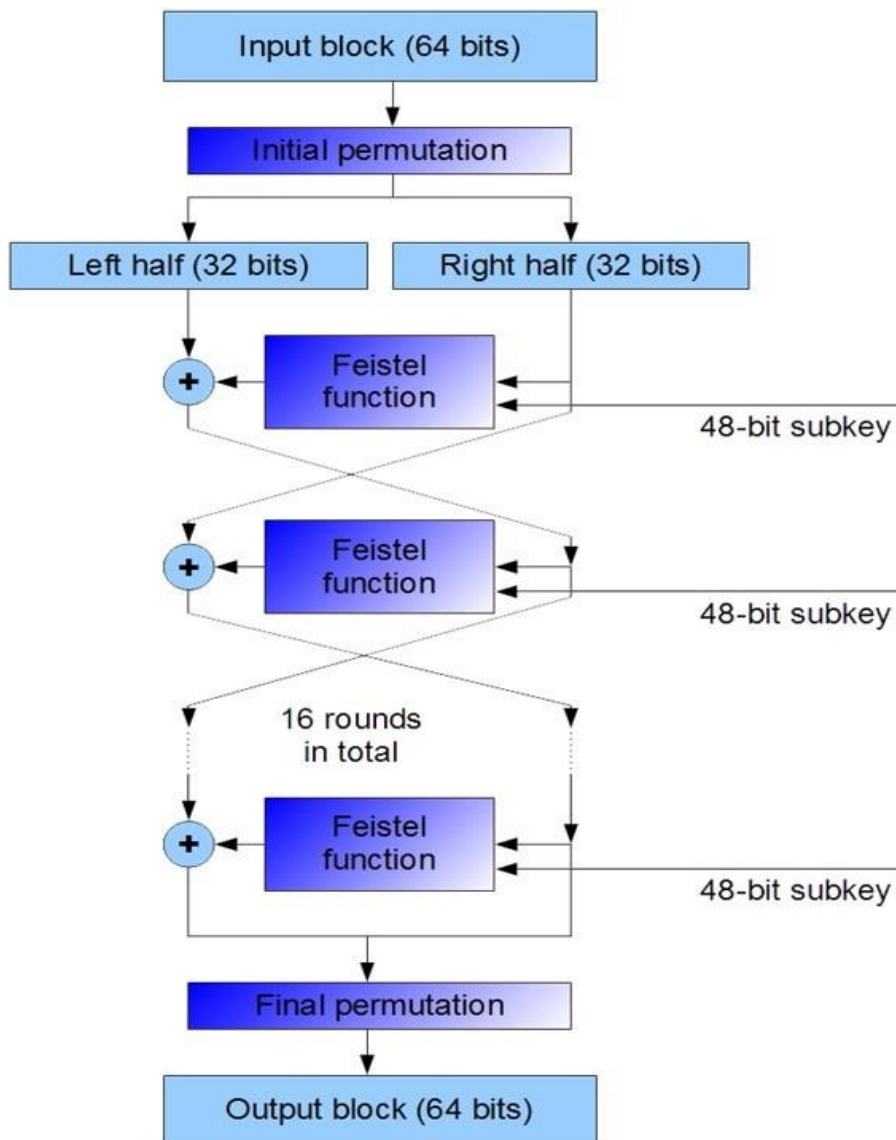 Input block (64 bits)
Initial permutation
Left half (32 bits)
Right half (32 bits)
Feistel
function
+
48-bit subkey
Feistel
function
+
48-bit subkey
16 rounds
in total
Feistel
function
+
48-bit subkey
Final permutation
Output block (64 bits)